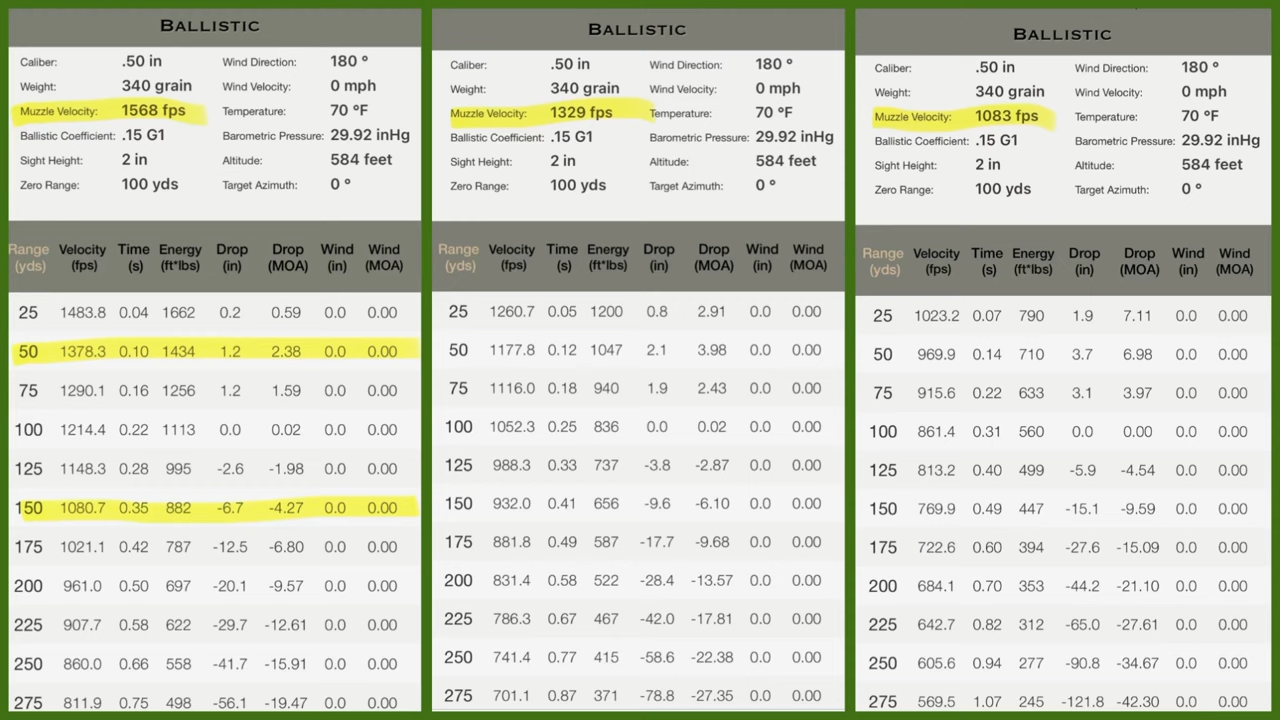 BALLISTIC
Caliber: .50 in Wind Direction: 180 º
Weight: 340 grain Wind Velocity: 0 mph
Muzzle Velocity: 1568 fps Temperature: 70 ºF
Ballistic Coefficient: .15 G1 Barometric Pressure: 29.92 inHg
Sight Height: 2 in Altitude: 584 feet
Zero Range: 100 yds Target Azimuth: 0 º
Range Velocity Time Energy Drop Drop Wind Wind
(yds) (fps) (s) (ft*lbs) (in) (MOA) (in) (MOA)
25 1483.8 0.04 1662 0.2 0.59 0.0 0.00
50 1378.3 0.10 1434 1.2 2.38 0.0 0.00
75 1290.1 0.16 1256 1.2 1.59 0.0 0.00
100 1214.4 0.22 1113 0.0 0.02 0.0 0.00
125 1148.3 0.28 995 -2.6 -1.98 0.0 0.00
150 1080.7 0.35 882 -6.7 -4.27 0.0 0.00
175 1021.1 0.42 787 -12.5 -6.80 0.0 0.00
200 961.0 0.50 697 -20.1 -9.57 0.0 0.00
225 907.7 0.58 622 -29.7 -12.61 0.0 0.00
250 860.0 0.66 558 -41.7 -15.91 0.0 0.00
275 811.9 0.75 498 -56.1 -19.47 0.0 0.00
BALLISTIC
Caliber: .50 in Wind Direction: 180 º
Weight: 340 grain Wind Velocity: 0 mph
Muzzle Velocity: 1329 fps Temperature: 70 ºF
Ballistic Coefficient: .15 G1 Barometric Pressure: 29.92 inHg
Sight Height: 2 in Altitude: 584 feet
Zero Range: 100 yds Target Azimuth: 0 º
Range Velocity Time Energy Drop Drop Wind Wind
(yds) (fps) (s) (ft*lbs) (in) (MOA) (in) (MOA)
25 1260.7 0.05 1200 0.8 2.91 0.0 0.00
50 1177.8 0.12 1047 2.1 3.98 0.0 0.00
75 1116.0 0.18 940 1.9 2.43 0.0 0.00
100 1052.3 0.25 836 0.0 0.02 0.0 0.00
125 988.3 0.33 737 -3.8 -2.87 0.0 0.00
150 932.0 0.41 656 -9.6 -6.10 0.0 0.00
175 881.8 0.49 587 -17.7 -9.68 0.0 0.00
200 831.4 0.58 522 -28.4 -13.57 0.0 0.00
225 786.3 0.67 467 -42.0 -17.81 0.0 0.00
250 741.4 0.77 415 -58.6 -22.38 0.0 0.00
275 701.1 0.87 371 -78.8 -27.35 0.0 0.00
BALLISTIC
Caliber: .50 in Wind Direction: 180 º
Weight: 340 grain Wind Velocity: 0 mph
Muzzle Velocity: 1083 fps Temperature: 70 ºF
Ballistic Coefficient: .15 G1 Barometric Pressure: 29.92 inHg
Sight Height: 2 in Altitude: 584 feet
Zero Range: 100 yds Target Azimuth: 0 º
Range Velocity Time Energy Drop Drop Wind Wind
(yds) (fps) (s) (ft*lbs) (in) (MOA) (in) (MOA)
25 1023.2 0.07 790 1.9 7.11 0.0 0.00
50 969.9 0.14 710 3.7 6.98 0.0 0.00
75 915.6 0.22 633 3.1 3.97 0.0 0.00
100 861.4 0.31 560 0.0 0.00 0.0 0.00
125 813.2 0.40 499 -5.9 -4.54 0.0 0.00
150 769.9 0.49 447 -15.1 -9.59 0.0 0.00
175 722.6 0.60 394 -27.6 -15.09 0.0 0.00
200 684.1 0.70 353 -44.2 -21.10 0.0 0.00
225 642.7 0.82 312 -65.0 -27.61 0.0 0.00
250 605.6 0.94 277 -90.8 -34.67 0.0 0.00
275 569.5 1.07 245 -121.8 -42.30 0.0 0.00